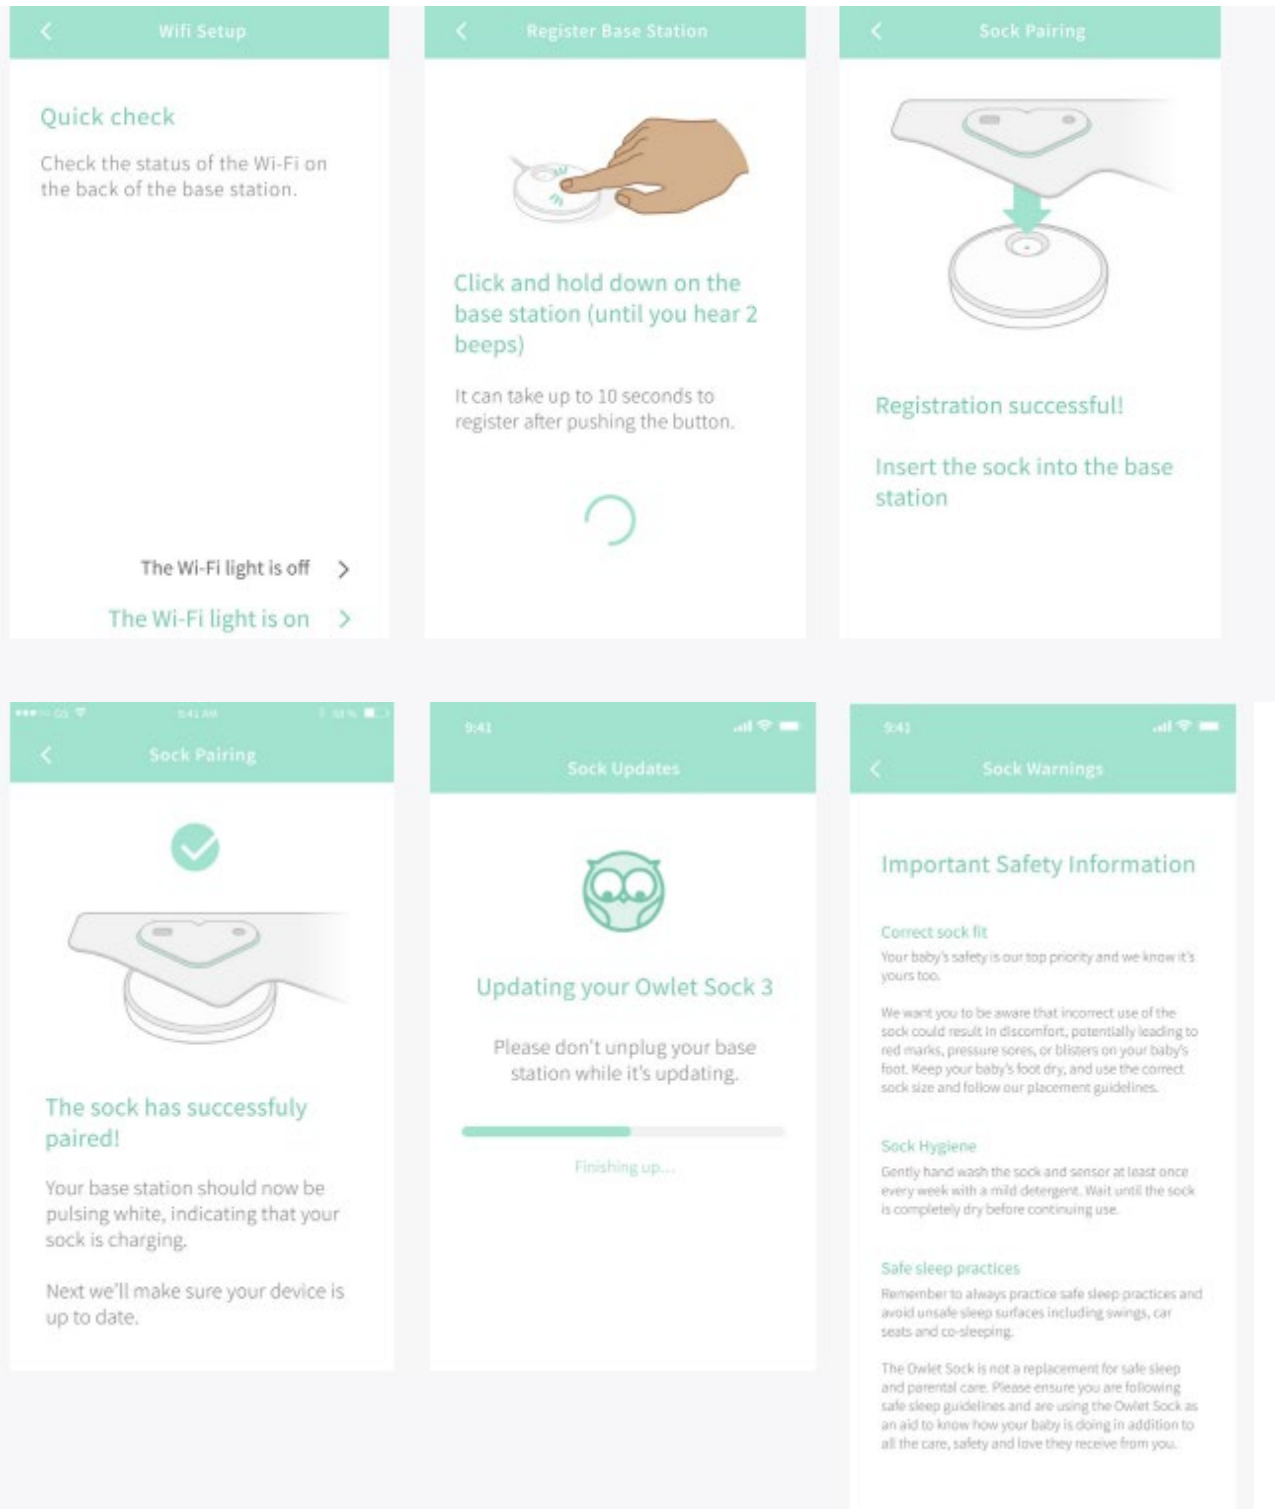 Wifi Setup
Quick check
Check the status of the Wi-Fi on
the back of the base station.
The Wi-Fi light is off
The Wi-Fi light is on
Register Base Station
Click and hold down on the
base station (until you hear 2
beeps)
It can take up to 10 seconds to
register after pushing the button.
Sock Pairing
Registration successful!
Insert the sock into the base
station
9:41 AM
Sock Pairing
The sock has successfuly
paired!
Your base station should now be
pulsing white, indicating that your
sock is charging.
Next we'll make sure your device is
up to date.
9:41
Sock Updates
Updating your Owlet Sock 3
Please don't unplug your base
station while it's updating.
Finishing up...
9:41
Sock Warnings
Important Safety Information
Correct sock fit
Your baby's safety is our top priority and we know it's
yours too.
We want you to be aware that incorrect use of the
sock could result in discomfort, potentially leading to
red marks, pressure sores, or blisters on your baby's
foot. Keep your baby's foot dry, and use the correct
sock size and follow our placement guidelines.
Sock Hygiene
Gently hand wash the sock and sensor at least once
every week with a mild detergent. Wait until the sock
is completely dry before continuing use.
Safe sleep practices
Remember to always practice safe sleep practices and
avoid unsafe sleep surfaces including swings, car
seats and co-sleeping.
The Owlet Sock is not a replacement for safe sleep
and parental care. Please ensure you are following
safe sleep guidelines and are using the Owlet Sock as
an aid to know how your baby is doing in addition to
all the care, safety and love they receive from you.